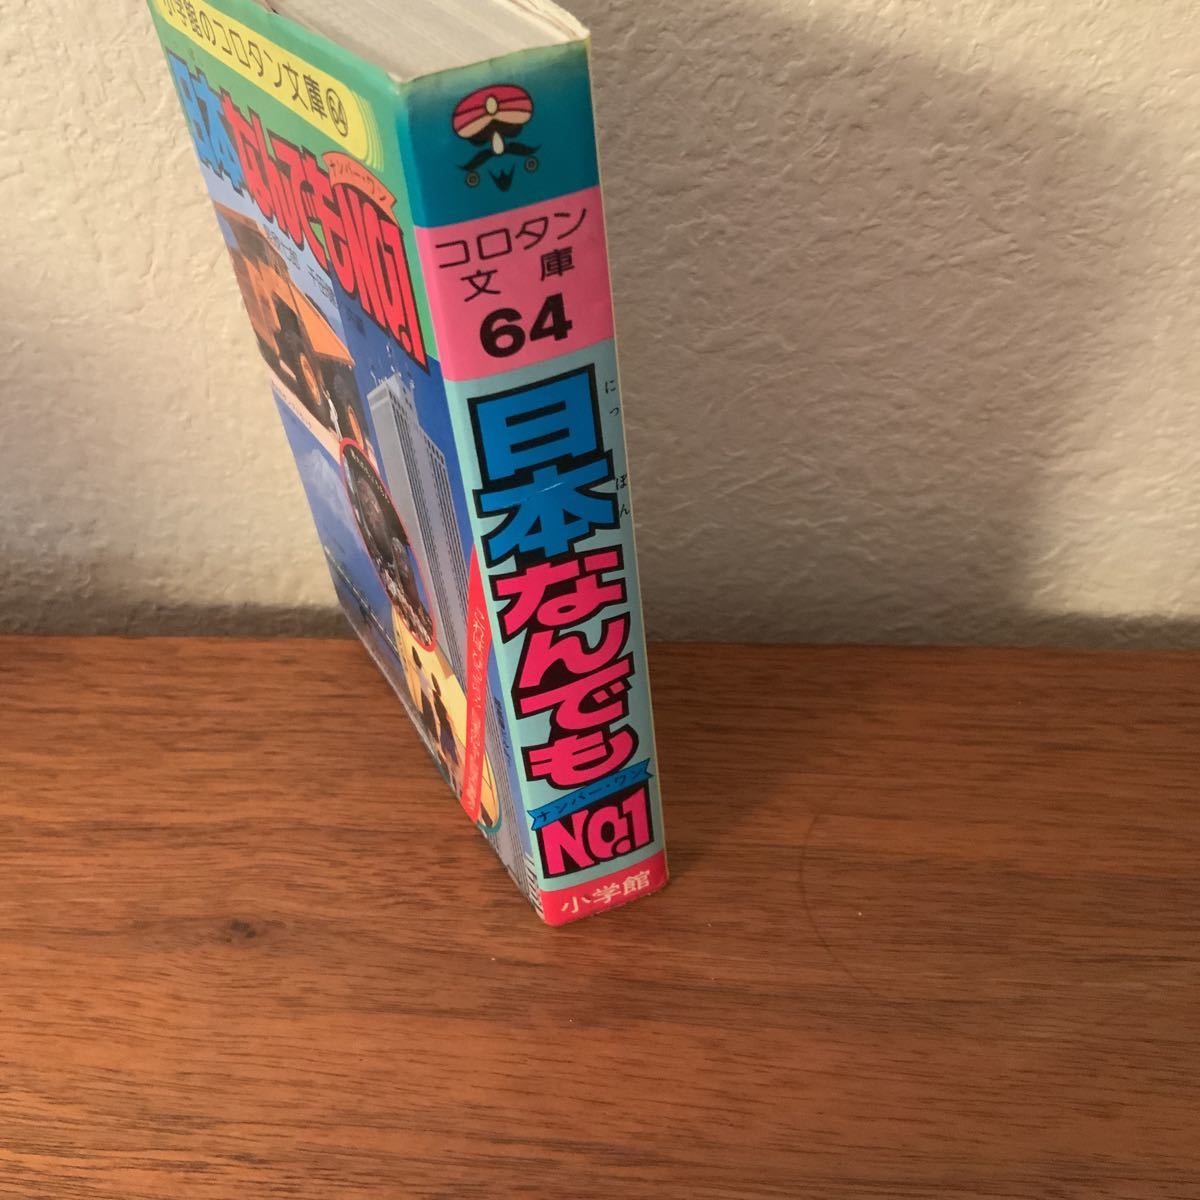 小学館のコロタン文庫64
日本なんでもNO.1
ナンバー・ワン
コロタン
文庫
64
にっぽん
日本なんでも
ナンバー・ワン
NO.1
小学館